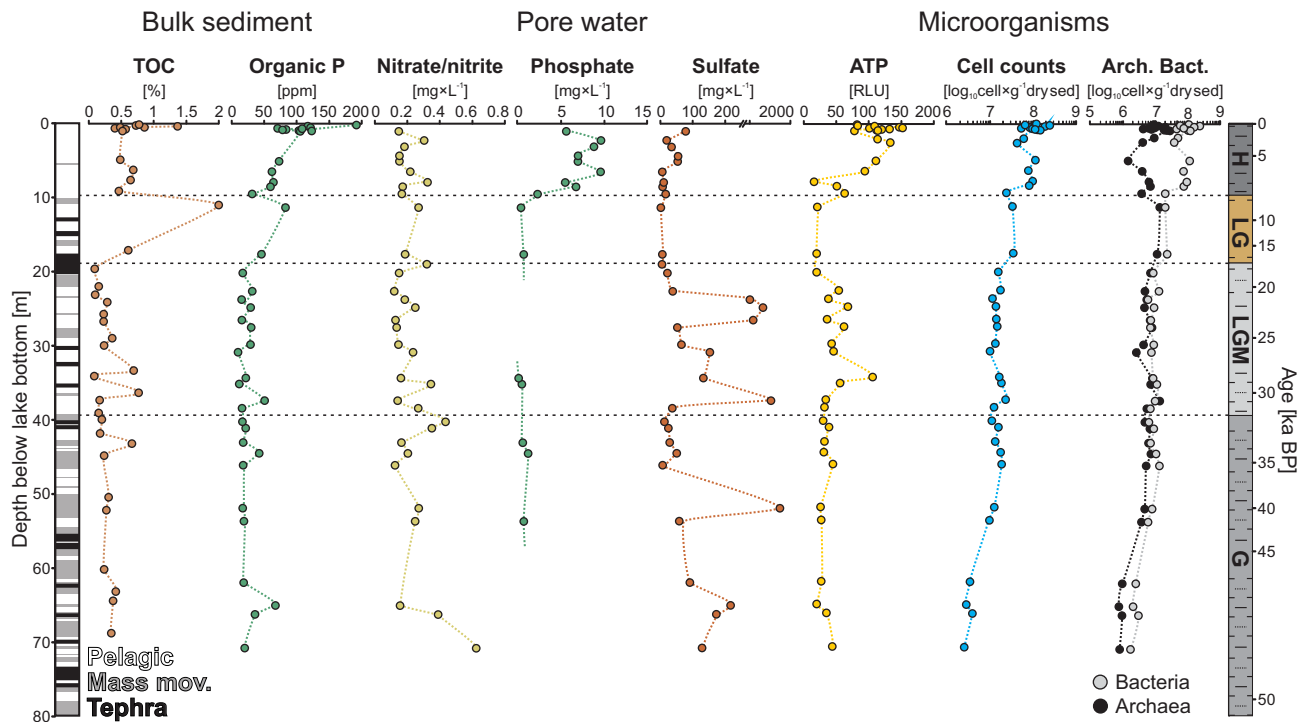 Bulk sediment Pore water Microorganisms
TOC Organic P Nitrate/nitrite Phosphate Sulfate ATP Cell counts Arch. Bact.
[%] [ppm] [mg×L⁻¹] [mg×L⁻¹] [mg×L⁻¹] [RLU] [log₁₀cell×g⁻¹dry sed] [log₁₀cell×g⁻¹dry sed]
0 0.5 1 1.5 2 0 50 100 200 0 0.2 0.4 0.6 0.8 0 5 10 15 0 100 200 2000 0 50 100 150 200 6 7 8 9 5 6 7 8 9
0 0
H 5
10
LG 10
15
20
LGM 20
25
30
30
40
G 35
50 40
45
60
70
80 50
Depth below lake bottom [m]
Age [ka BP]
Pelagic
Mass mov.
Tephra
Bacteria
Archaea